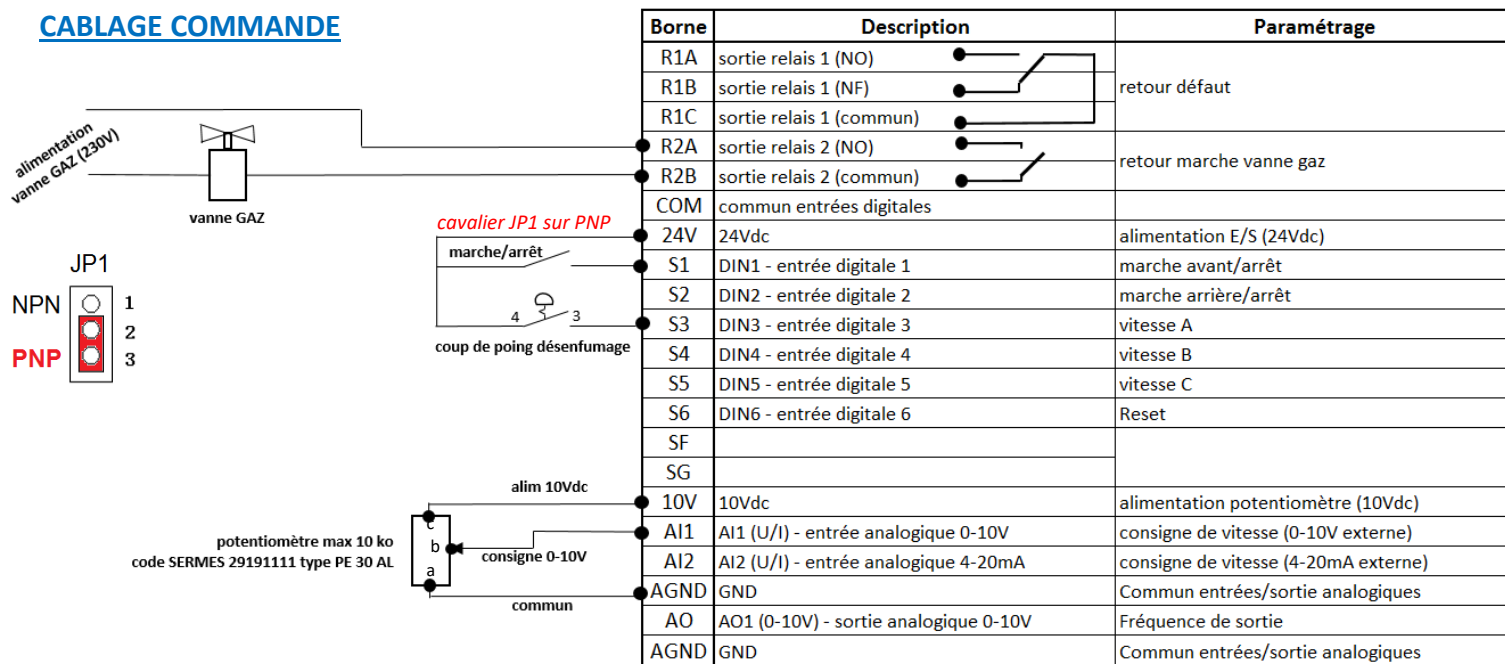 CABLAGE COMMANDE
alimentation
vanne GAZ (230V)
vanne GAZ
cavalier JP1 sur PNP
marche/arrêt
4 3
coup de poing désenfumage
JP1
NPN 1
2
PNP 3
alim 10Vdc
c
potentiomètre max 10 ko
code SERMES 29191111 type PE 30 AL
b
consigne 0-10V
a
commun
Borne Description Paramétrage
R1A sortie relais 1 (NO)
R1B sortie relais 1 (NF) retour défaut
R1C sortie relais 1 (commun)
R2A sortie relais 2 (NO)
retour marche vanne gaz
R2B sortie relais 2 (commun)
COM commun entrées digitales
24V 24Vdc alimentation E/S (24Vdc)
S1 DIN1 - entrée digitale 1 marche avant/arrêt
S2 DIN2 - entrée digitale 2 marche arrière/arrêt
S3 DIN3 - entrée digitale 3 vitesse A
S4 DIN4 - entrée digitale 4 vitesse B
S5 DIN5 - entrée digitale 5 vitesse C
S6 DIN6 - entrée digitale 6 Reset
SF
SG
10V 10Vdc alimentation potentiomètre (10Vdc)
AI1 AI1 (U/I) - entrée analogique 0-10V consigne de vitesse (0-10V externe)
AI2 AI2 (U/I) - entrée analogique 4-20mA consigne de vitesse (4-20mA externe)
AGND GND Commun entrées/sortie analogiques
AO AO1 (0-10V) - sortie analogique 0-10V Fréquence de sortie
AGND GND Commun entrées/sortie analogiques